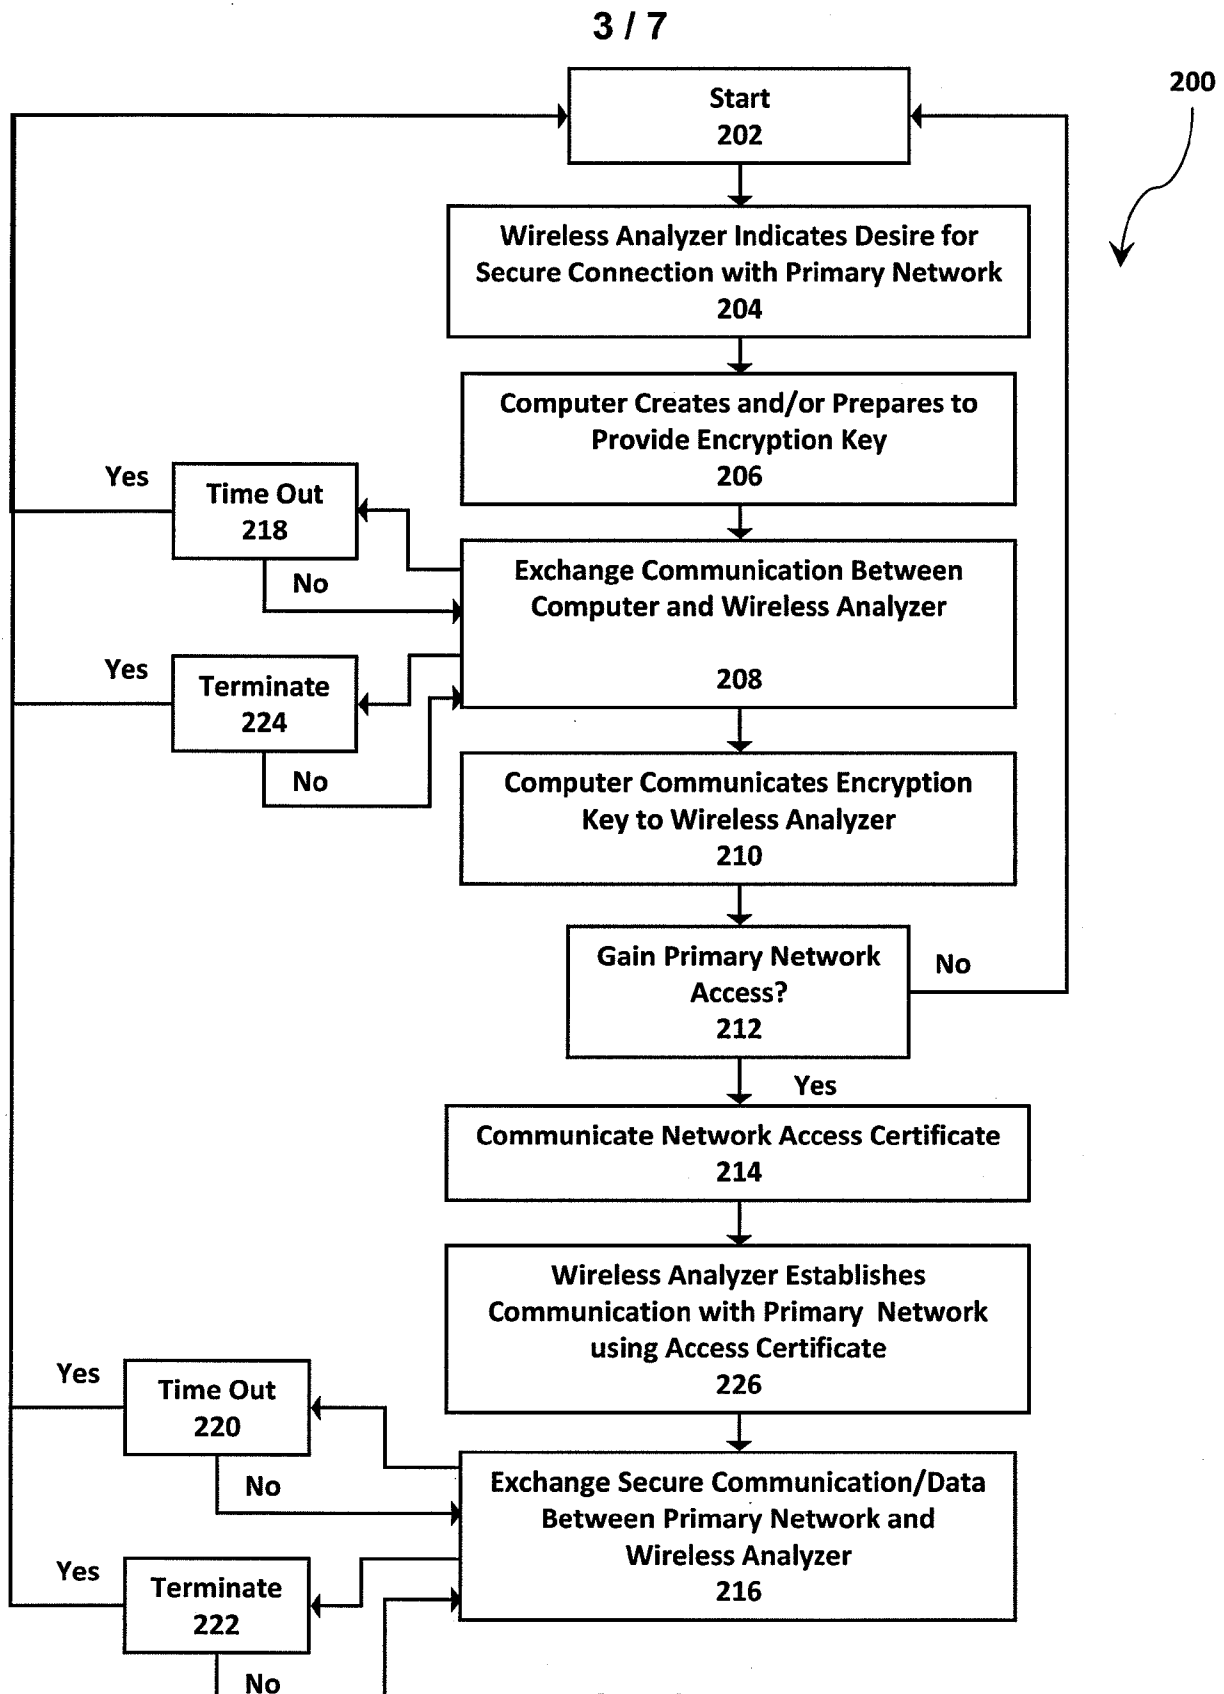 3 / 7
200
Start
202
Wireless Analyzer Indicates Desire for
Secure Connection with Primary Network
204
Computer Creates and/or Prepares to
Provide Encryption Key
206
Yes
Time Out
218
No
Exchange Communication Between
Computer and Wireless Analyzer
208
Yes
Terminate
224
No
Computer Communicates Encryption
Key to Wireless Analyzer
210
Gain Primary Network
Access?
212
No
Yes
Communicate Network Access Certificate
214
Wireless Analyzer Establishes
Communication with Primary Network
using Access Certificate
226
Yes
Time Out
220
No
Exchange Secure Communication/Data
Between Primary Network and
Wireless Analyzer
216
Yes
Terminate
222
No